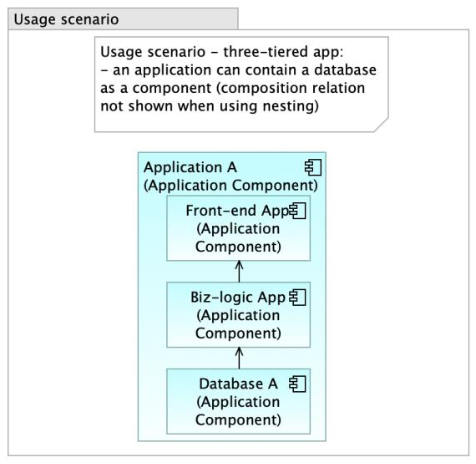 Usage scenario
Usage scenario – three-tiered app:
– an application can contain a database
as a component (composition relation
not shown when using nesting)
Application A
(Application Component)
Front-end App
(Application
Component)
Biz-logic App
(Application
Component)
Database A
(Application
Component)